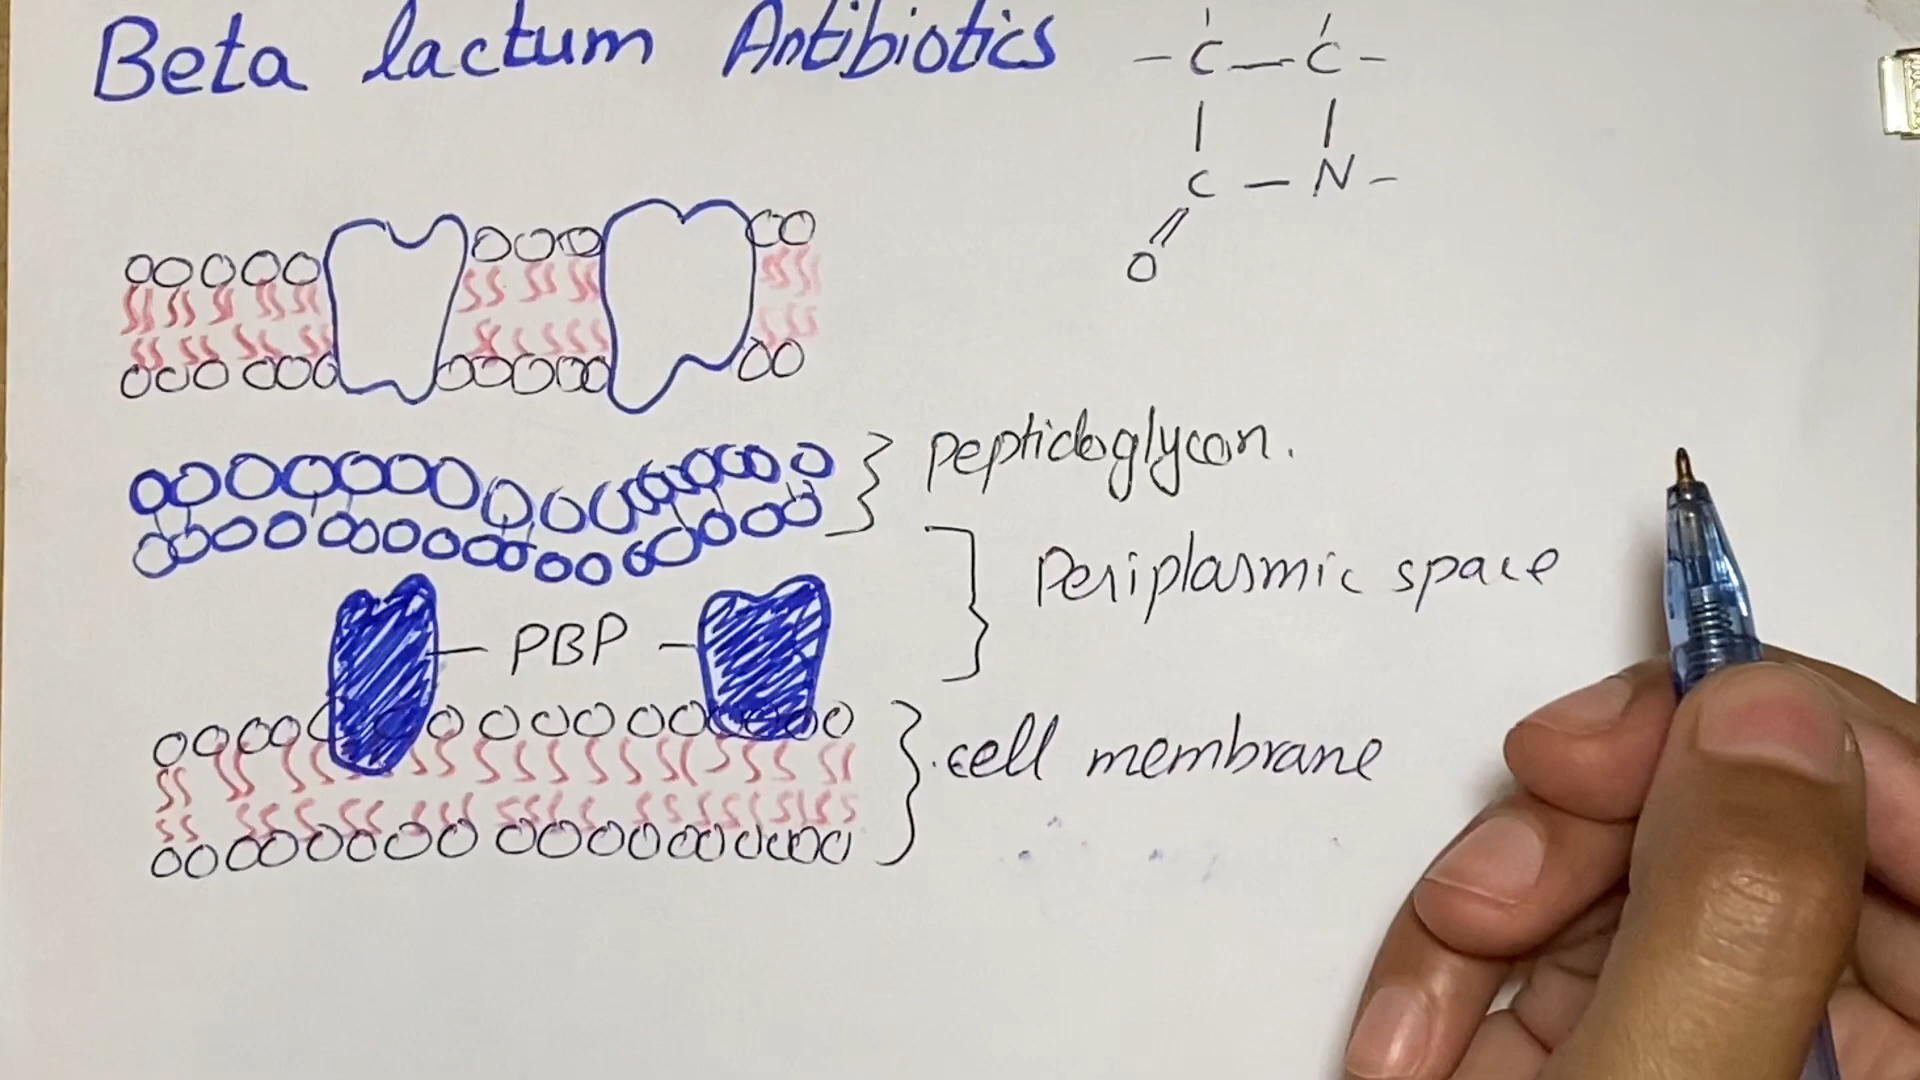 Beta lactum Antibiotics
- C - C -
C - N -
O
peptidoglycan.
Periplasmic space
- PBP -
cell membrane